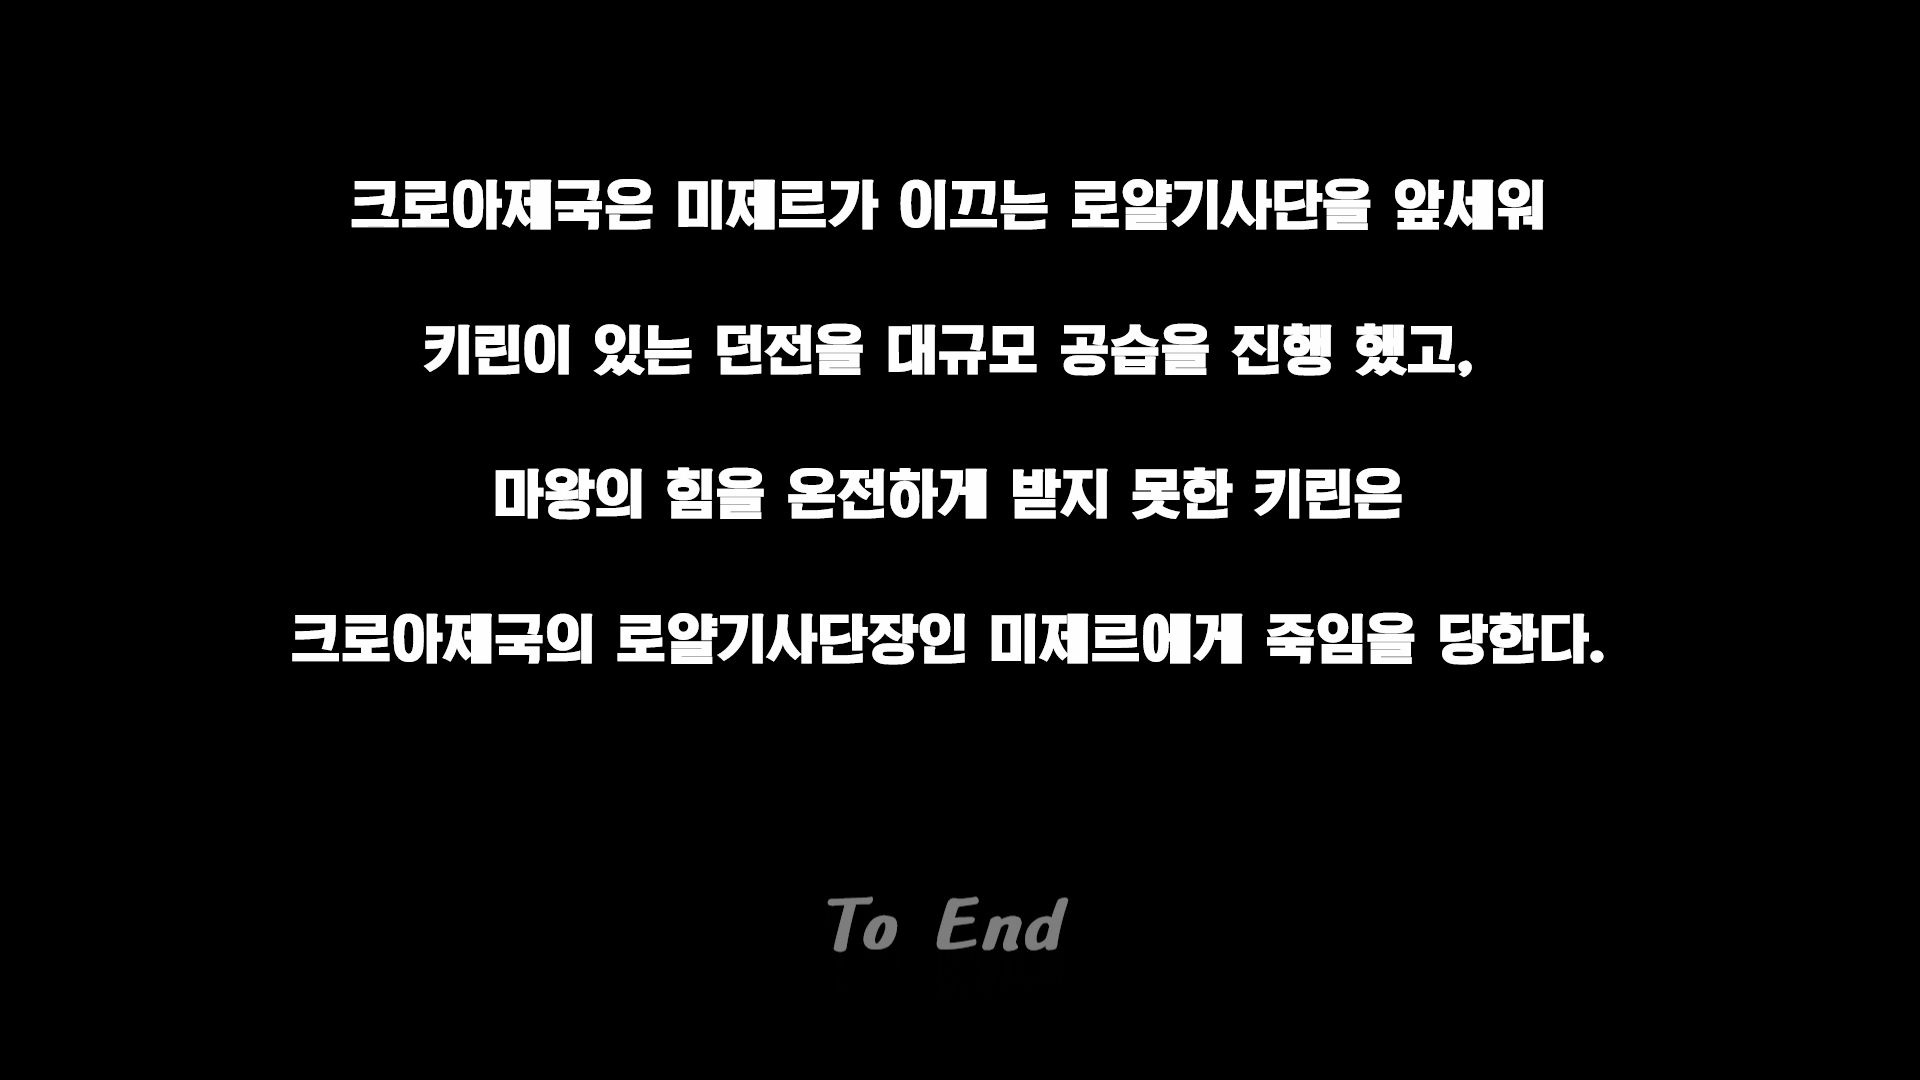 크로아제국은 미제르가 이끄는 로얄기사단을 앞세워
키린이 있는 던전을 대규모 공습을 진행 했고,
마왕의 힘을 온전하게 받지 못한 키린은
크로아제국의 로얄기사단장인 미제르에게 죽임을 당한다.
To End